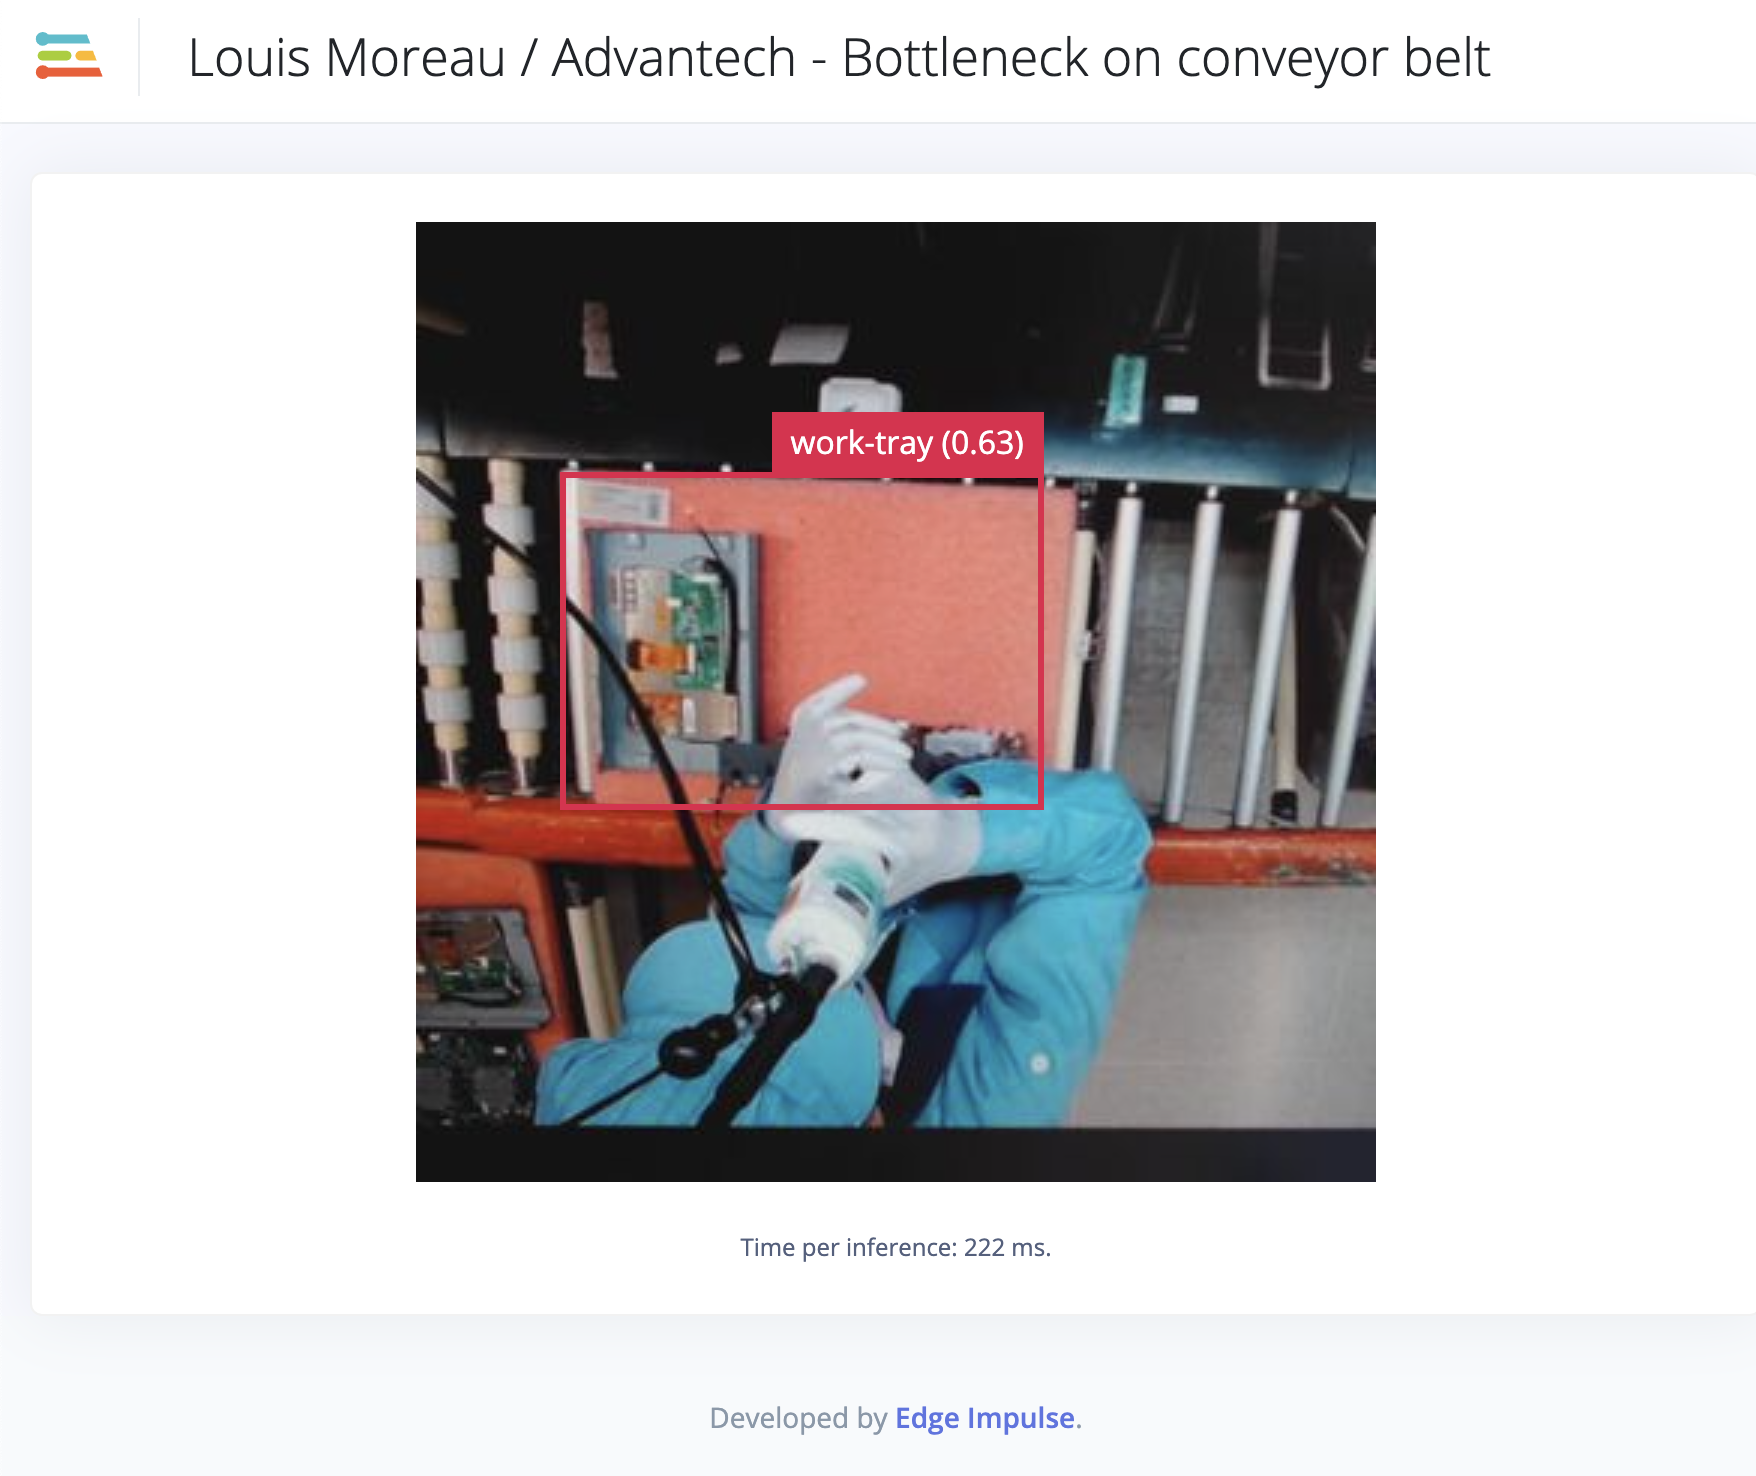 Louis Moreau / Advantech - Bottleneck on conveyor belt
work-tray (0.63)
Time per inference: 222 ms.
Developed by Edge Impulse.